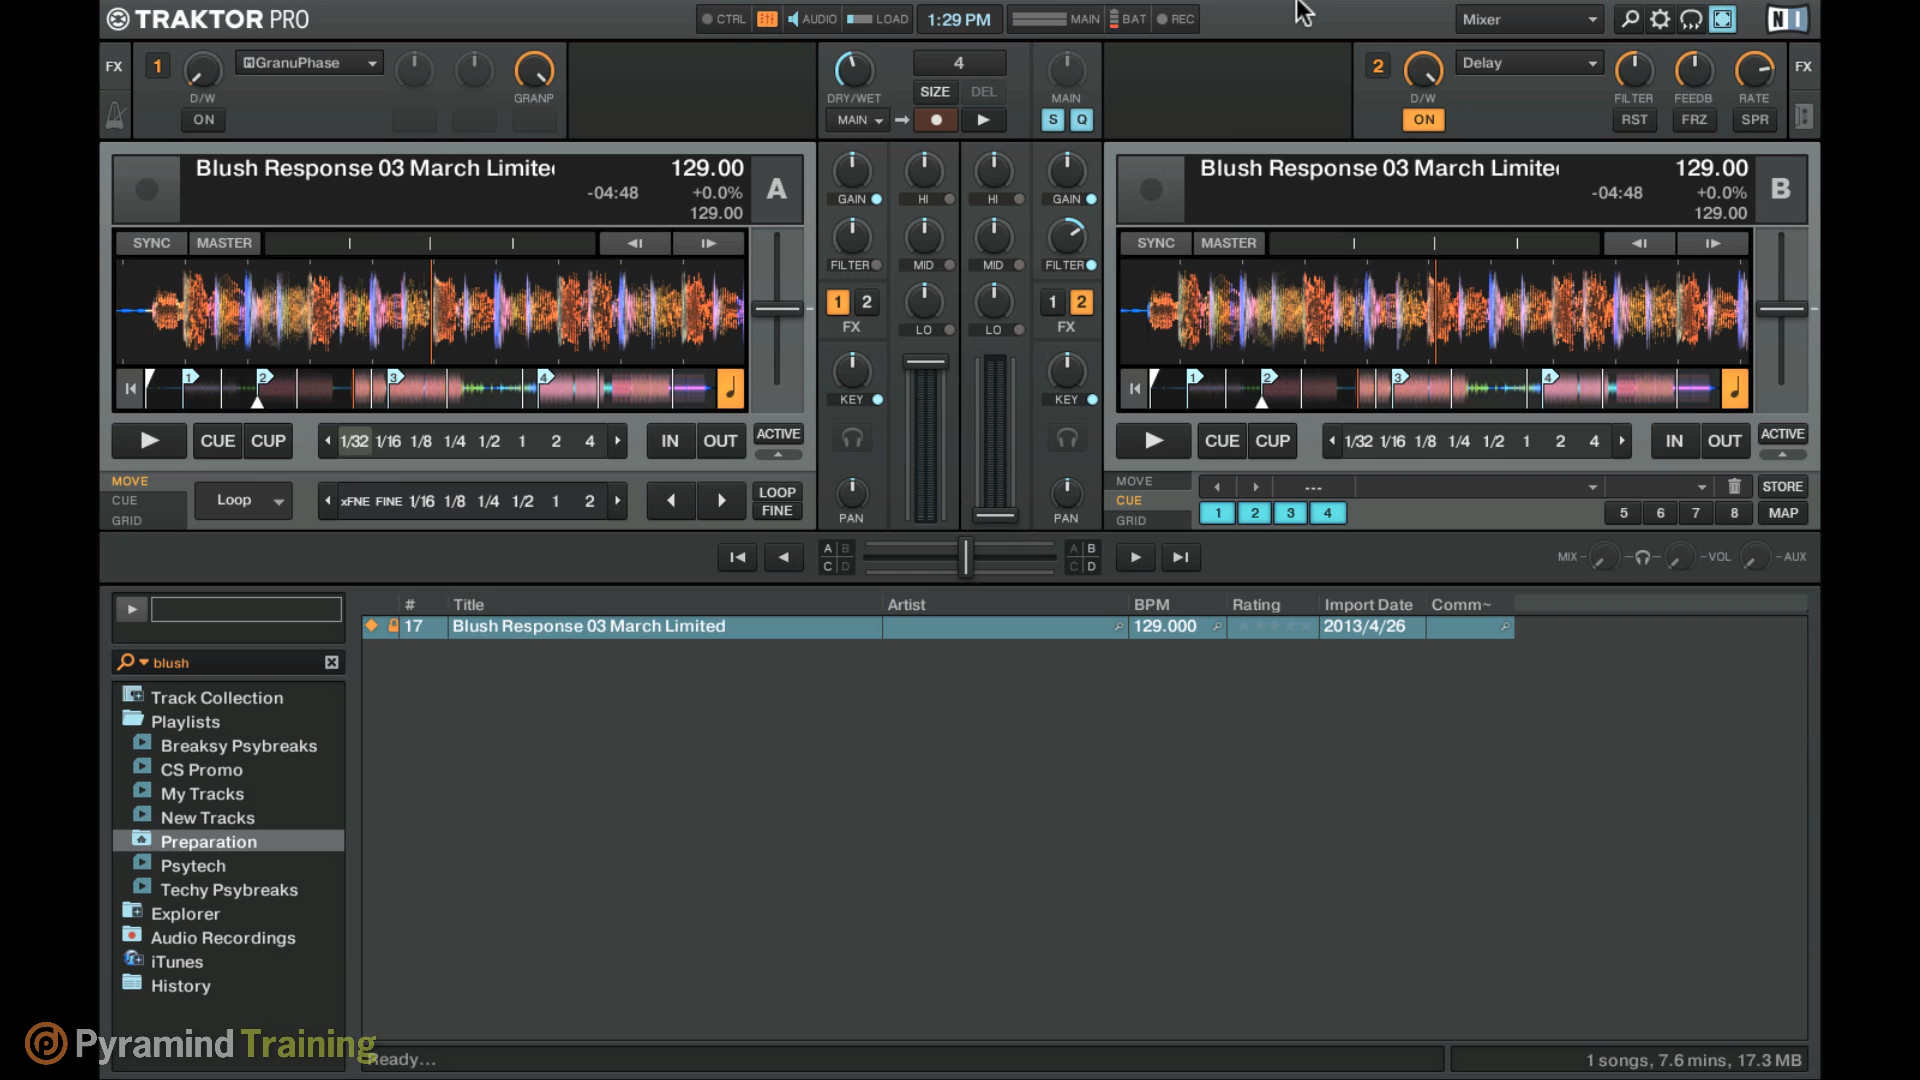 TRAKTOR PRO
CTRL AUDIO LOAD 1:29 PM MAIN BAT REC
Mixer
FX 1 GranuPhase
D/W GRANP
ON
DRY/WET 4 MAIN
SIZE DEL
MAIN S Q
2 Delay FX
D/W FILTER FEEDB RATE
ON RST FRZ SPR
Blush Response 03 March Limite 129.00
-04:48 +0.0%
129.00
A
SYNC MASTER
1 2 3 4
CUE CUP 1/32 1/16 1/8 1/4 1/2 1 2 4 IN OUT ACTIVE
MOVE
CUE
GRID
Loop xFNE FINE 1/16 1/8 1/4 1/2 1 2 LOOP
FINE
GAIN HI HI GAIN
FILTER MID MID FILTER
1 2 1 2
FX LO LO FX
KEY KEY
PAN PAN
Blush Response 03 March Limite 129.00
-04:48 +0.0%
129.00
B
SYNC MASTER
1 2 3 4
CUE CUP 1/32 1/16 1/8 1/4 1/2 1 2 4 IN OUT ACTIVE
MOVE
CUE
GRID
--- STORE
1 2 3 4 5 6 7 8 MAP
A B A B
C D C D
MIX VOL AUX
# Title Artist BPM Rating Import Date Comm~
17 Blush Response 03 March Limited 129.000 2013/4/26
blush
Track Collection
Playlists
Breaksy Psybreaks
CS Promo
My Tracks
New Tracks
Preparation
Psytech
Techy Psybreaks
Explorer
Audio Recordings
iTunes
History
Pyramind Training
Ready...
1 songs, 7.6 mins, 17.3 MB